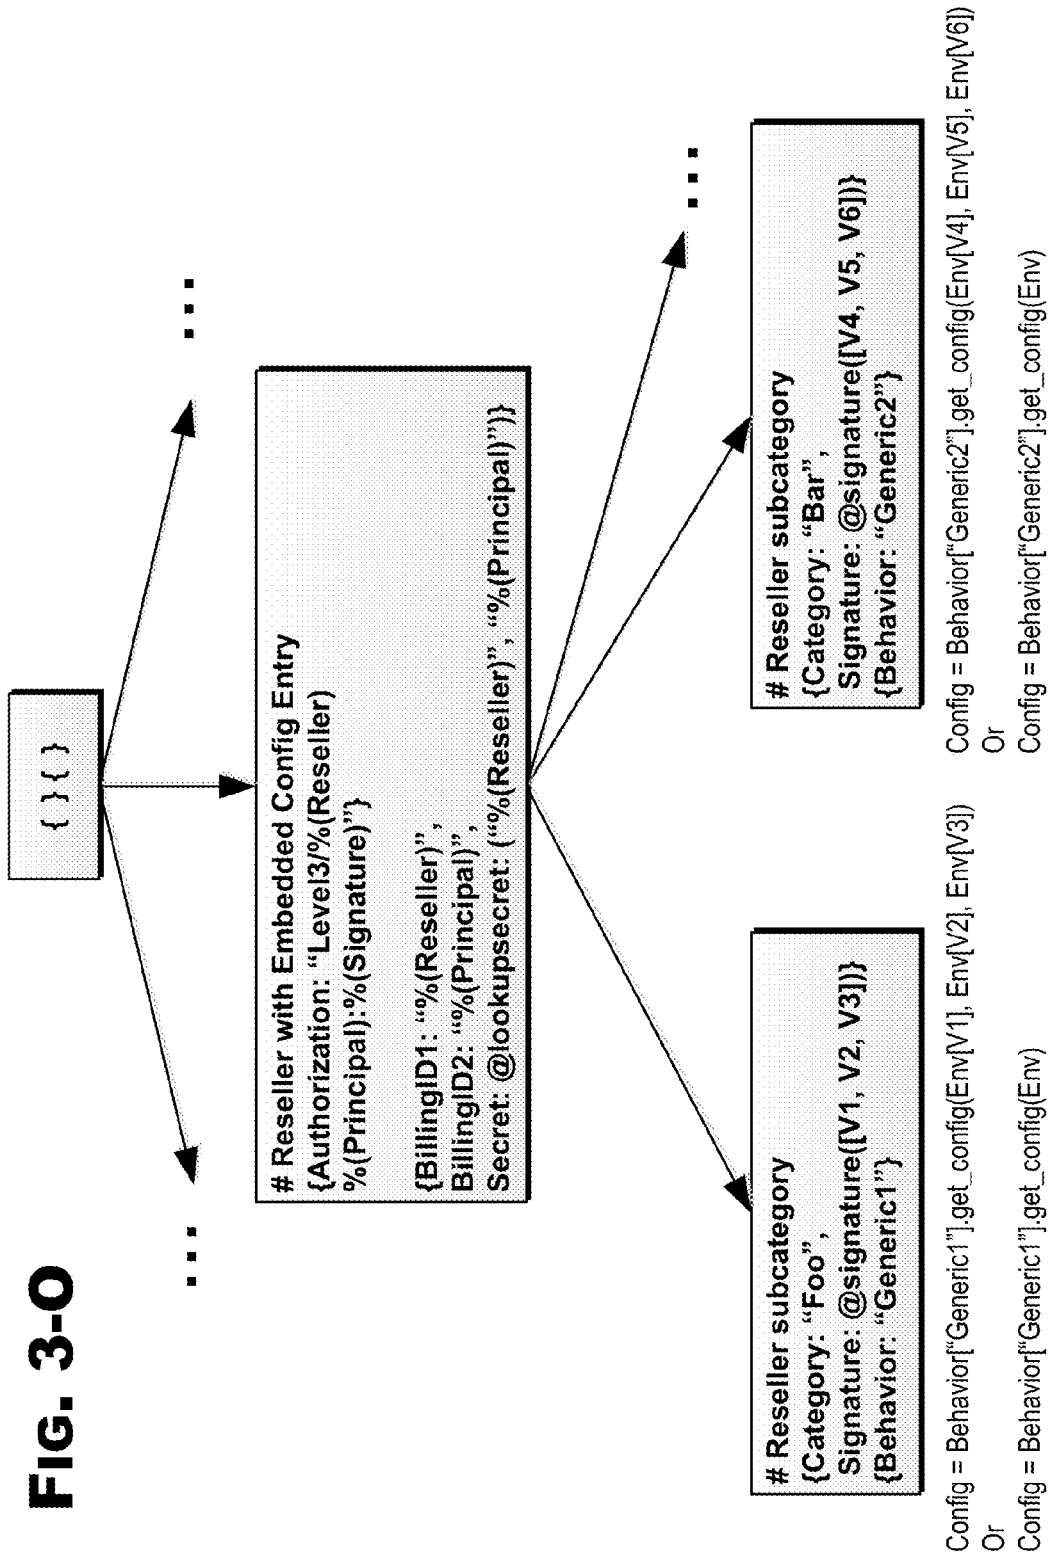 FIG. 3-O
{ } { }
...
...
# Reseller with Embedded Config Entry
{Authorization: “Level3/%(Reseller)
%(Principal):%(Signature)”}
{BillingID1: “%(Reseller)”,
BillingID2: “%(Principal)”,
Secret: @lookupsecret: (“%(Reseller)”, “%(Principal)”)}
...
# Reseller subcategory
{Category: “Foo”,
Signature: @signature([V1, V2, V3])}
{Behavior: “Generic1”}
Config = Behavior[“Generic1”].get_config(Env[V1], Env[V2], Env[V3])
Or
Config = Behavior[“Generic1”].get_config(Env)
# Reseller subcategory
{Category: “Bar”,
Signature: @signature([V4, V5, V6])}
{Behavior: “Generic2”}
Config = Behavior[“Generic2”].get_config(Env[V4], Env[V5], Env[V6])
Or
Config = Behavior[“Generic2”].get_config(Env)